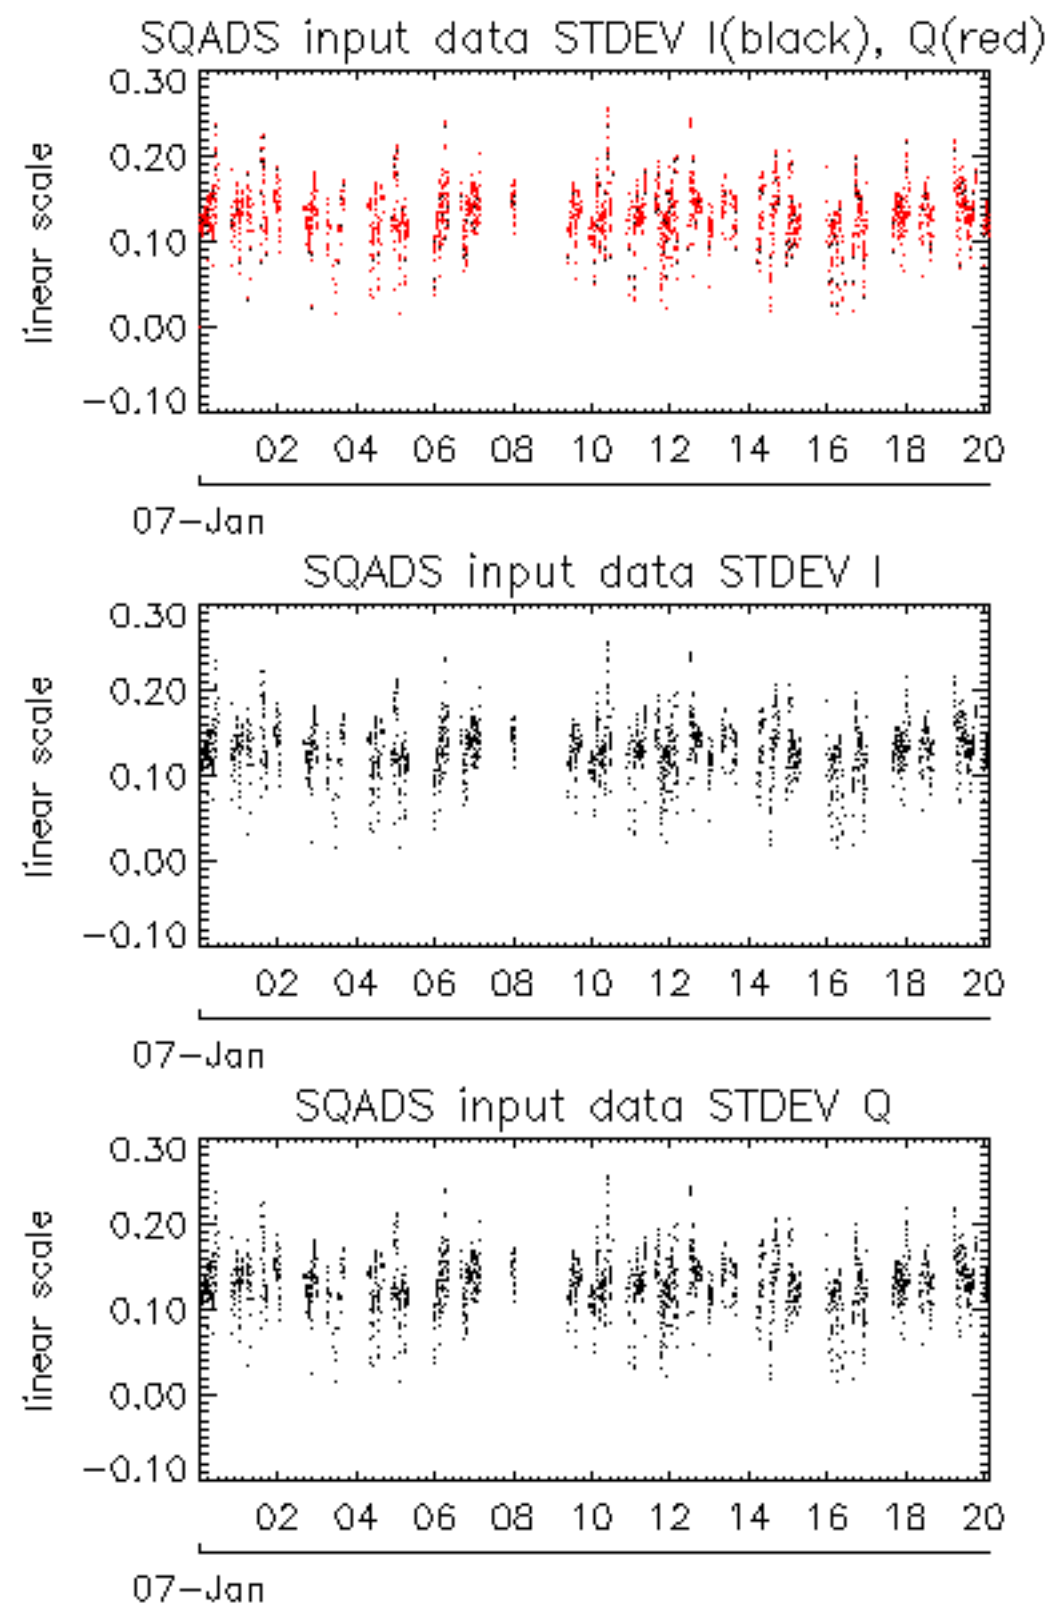 SQADS input data STDEV I(black), Q(red)
linear scale
0.30
0.20
0.10
0.00
-0.10
02 04 06 08 10 12 14 16 18 20
07-Jan
SQADS input data STDEV I
linear scale
0.30
0.20
0.10
0.00
-0.10
02 04 06 08 10 12 14 16 18 20
07-Jan
SQADS input data STDEV Q
linear scale
0.30
0.20
0.10
0.00
-0.10
02 04 06 08 10 12 14 16 18 20
07-Jan